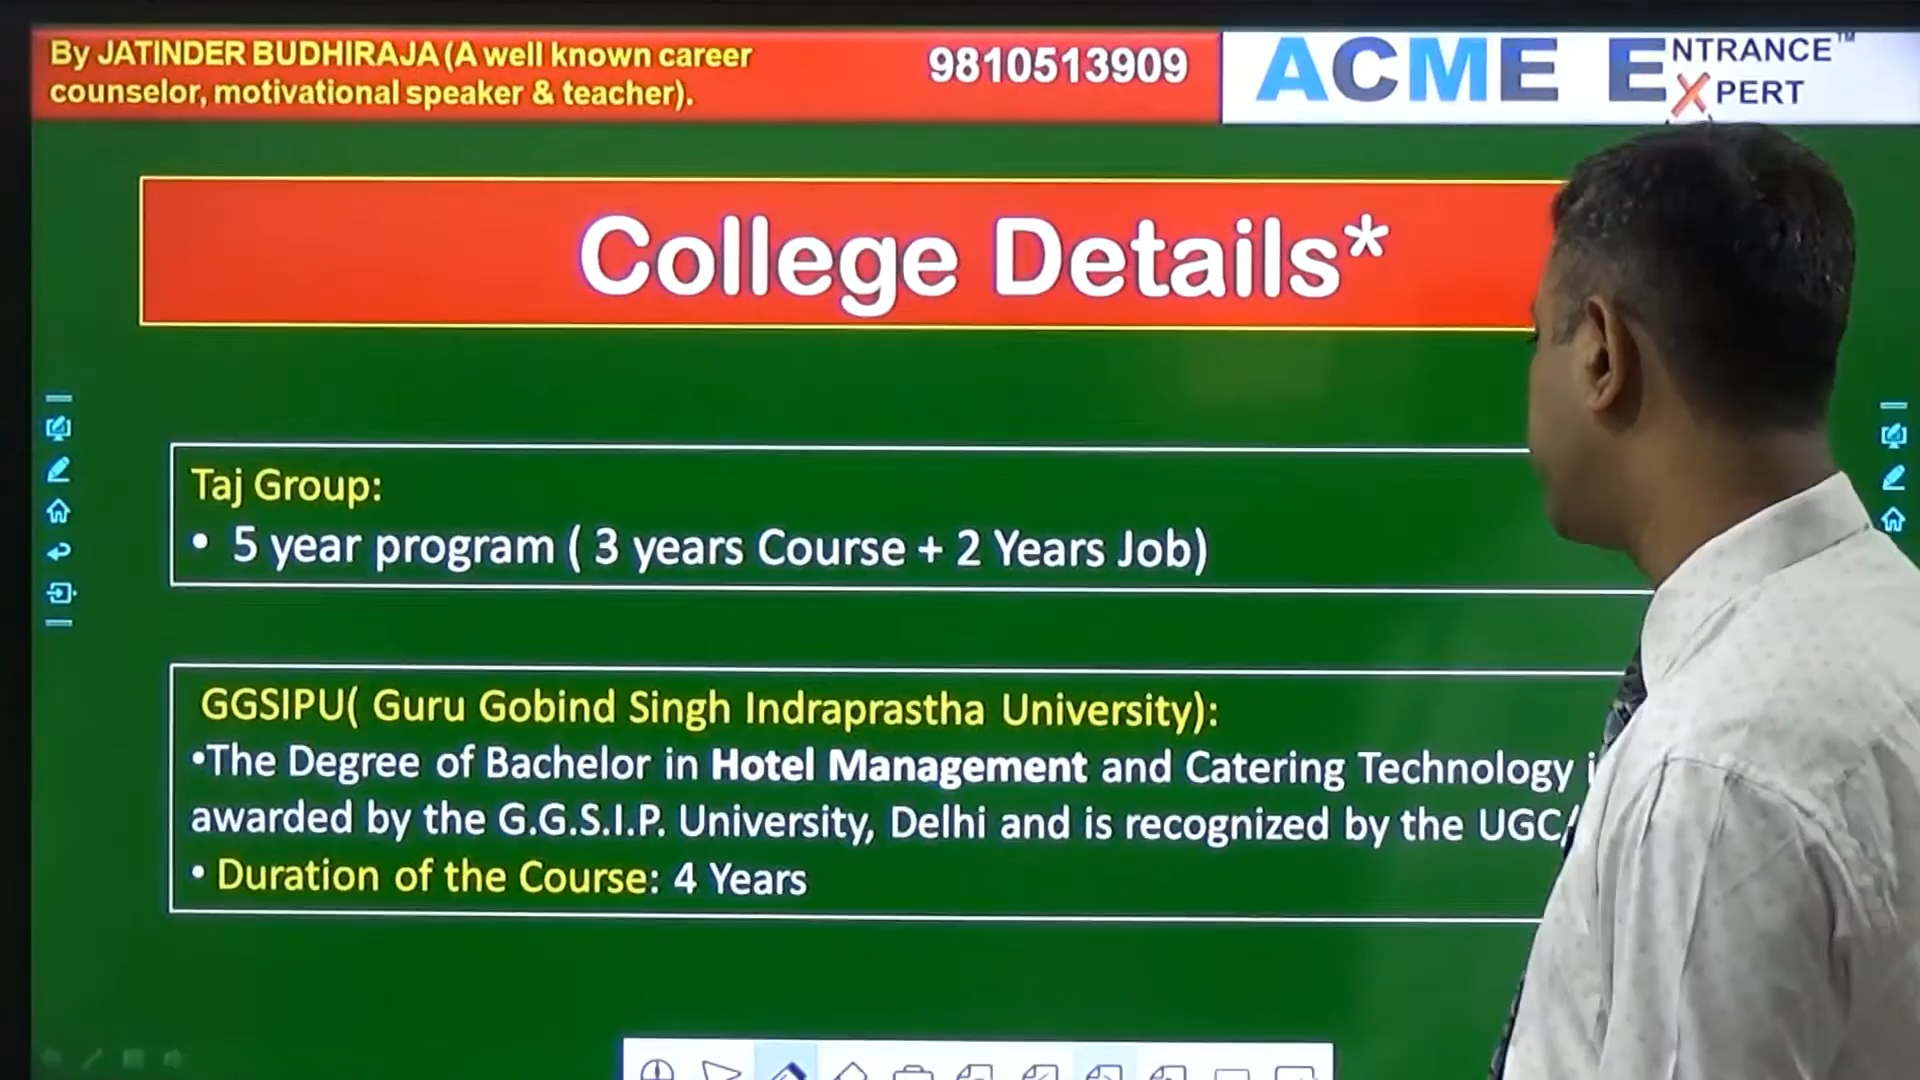 By JATINDER BUDHIRAJA (A well known career
counselor, motivational speaker & teacher).
9810513909
ACME ENTRANCE™
EXPERT
College Details*
Taj Group:
• 5 year program ( 3 years Course + 2 Years Job)
GGSIPU( Guru Gobind Singh Indraprastha University):
•The Degree of Bachelor in Hotel Management and Catering Technology
awarded by the G.G.S.I.P. University, Delhi and is recognized by the UGC/
• Duration of the Course: 4 Years